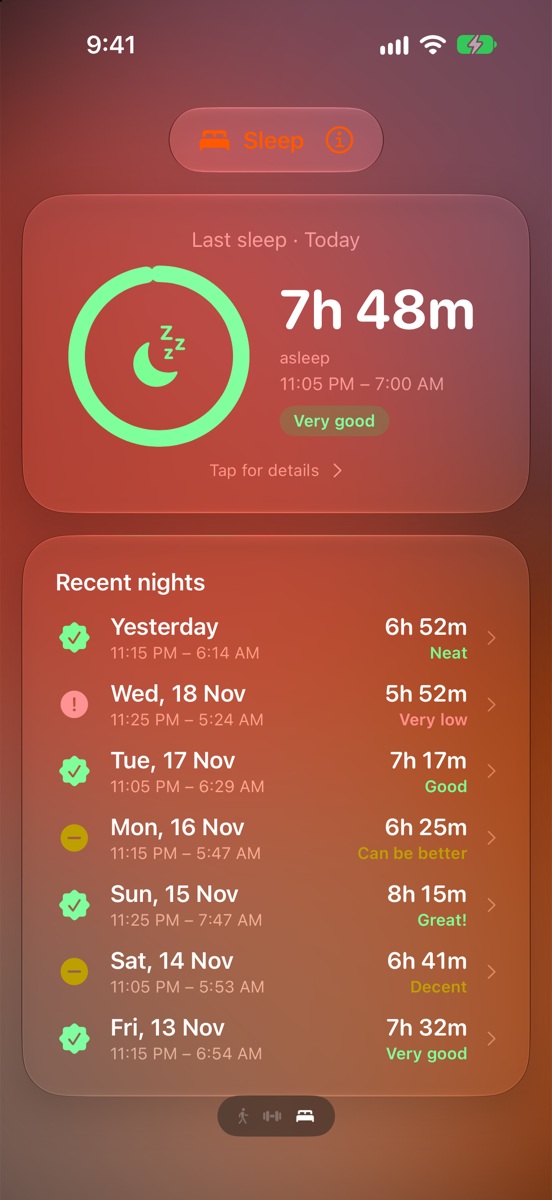 9:41
Sleep
Last sleep · Today
z z z
7h 48m
asleep
11:05 PM – 7:00 AM
Very good
Tap for details
Recent nights
Yesterday 6h 52m
11:15 PM – 6:14 AM Neat
Wed, 18 Nov 5h 52m
11:25 PM – 5:24 AM Very low
Tue, 17 Nov 7h 17m
11:05 PM – 6:29 AM Good
Mon, 16 Nov 6h 25m
11:15 PM – 5:47 AM Can be better
Sun, 15 Nov 8h 15m
11:25 PM – 7:47 AM Great!
Sat, 14 Nov 6h 41m
11:05 PM – 5:53 AM Decent
Fri, 13 Nov 7h 32m
11:15 PM – 6:54 AM Very good